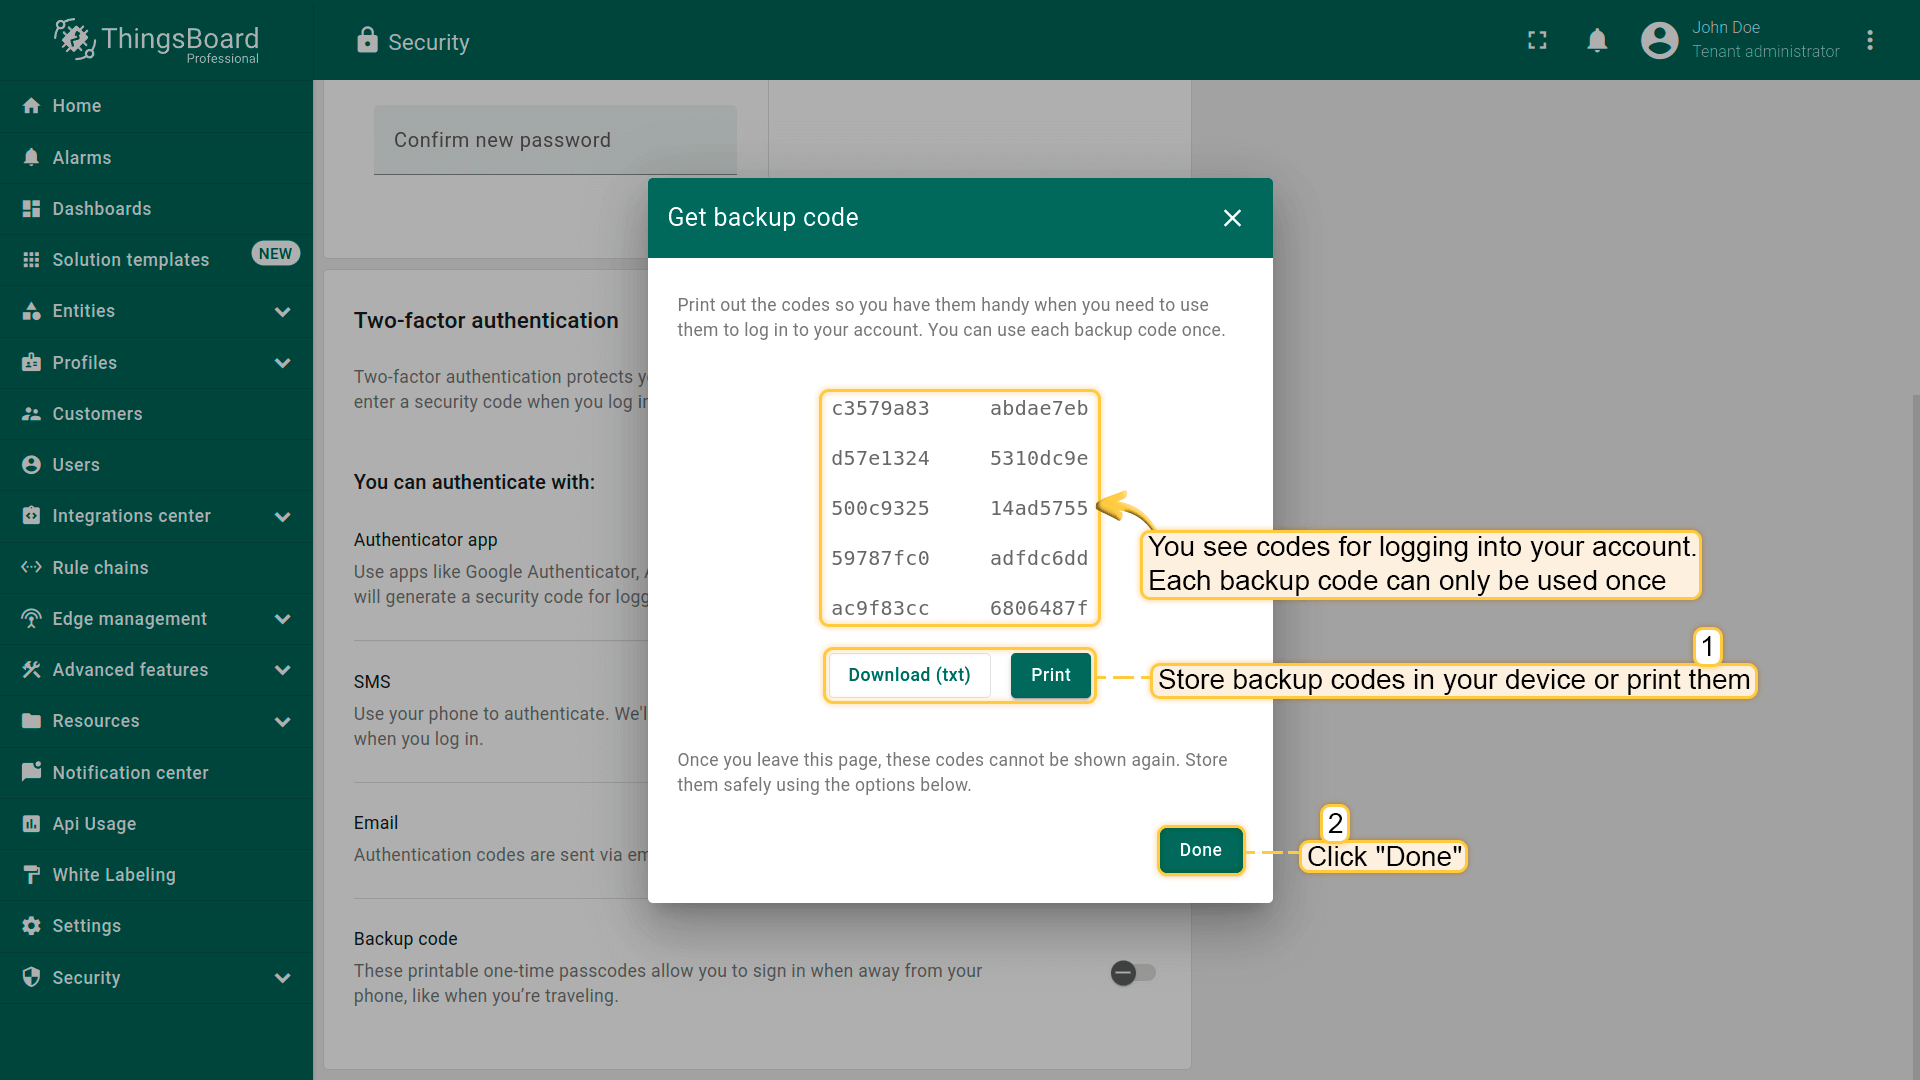 ThingsBoard
Professional
Security
John Doe
Tenant administrator
Home
Alarms
Dashboards
Solution templates
NEW
Entities
Profiles
Customers
Users
Integrations center
Rule chains
Edge management
Advanced features
Resources
Notification center
Api Usage
White Labeling
Settings
Security
Confirm new password
Two-factor authentication
Two-factor authentication protects
enter a security code when you log
You can authenticate with:
Authenticator app
Use apps like Google Authenticator,
will generate a security code for
SMS
Use your phone to authenticate.
when you log in.
Email
Authentication codes are sent via
Backup code
These printable one-time passcodes allow you to sign in when away from your
phone, like when you’re traveling.
Get backup code
Print out the codes so you have them handy when you need to use
them to log in to your account. You can use each backup code once.
c3579a83 abdae7eb
d57e1324 5310dc9e
500c9325 14ad5755
59787fc0 adfdc6dd
ac9f83cc 6806487f
Download (txt)
Print
Once you leave this page, these codes cannot be shown again. Store
them safely using the options below.
Done
You see codes for logging into your account.
Each backup code can only be used once
1
Store backup codes in your device or print them
2
Click "Done"